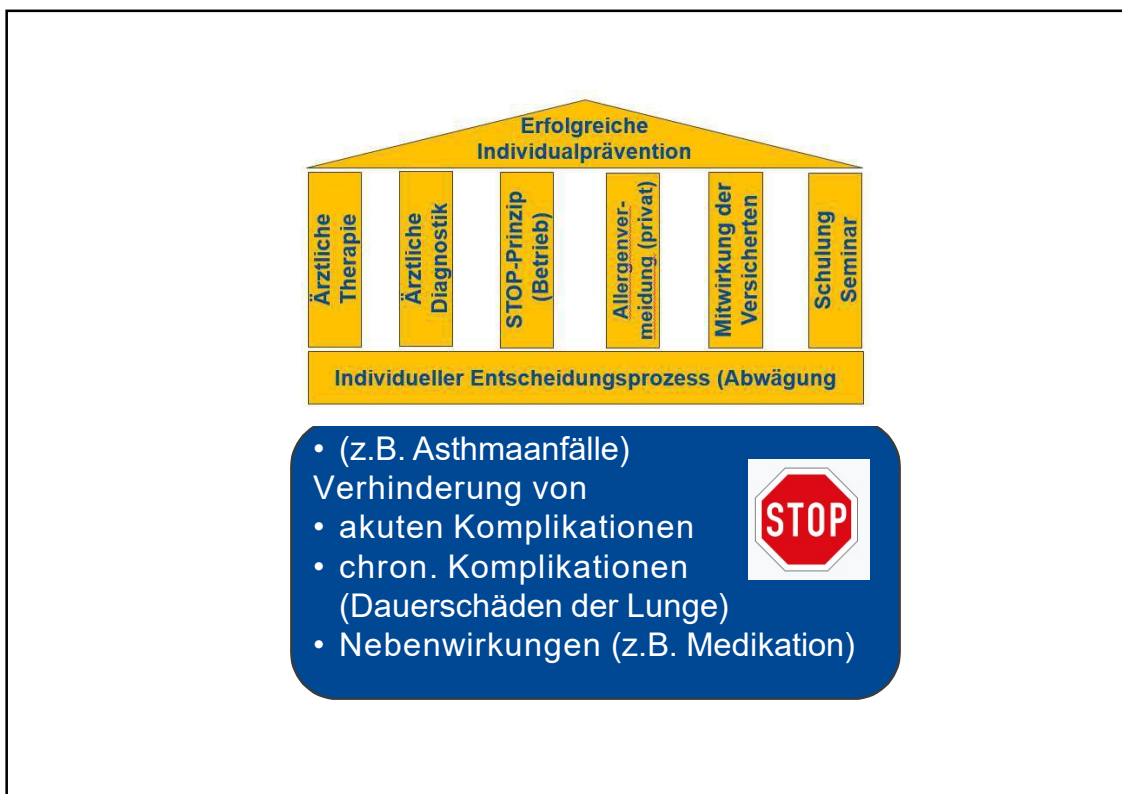 Erfolgreiche
Individualprävention
Ärztliche
Therapie
Ärztliche
Diagnostik
STOP-Prinzip
(Betrieb)
Allergenver-
meidung (privat)
Mitwirkung der
Versicherten
Schulung
Seminar
Individueller Entscheidungsprozess (Abwägung
• (z.B. Asthmaanfälle)
Verhinderung von
• akuten Komplikationen
• chron. Komplikationen
(Dauerschäden der Lunge)
• Nebenwirkungen (z.B. Medikation)
STOP